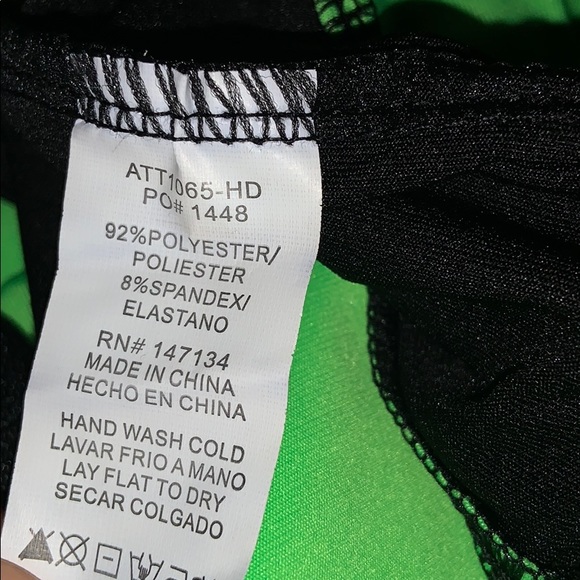 ATT1065-HD
PO# 1448
92%POLYESTER/
POLIESTER
8%SPANDEX/
ELASTANO
RN# 147134
MADE IN CHINA
HECHO EN CHINA
HAND WASH COLD
LAVAR FRIO A MANO
LAY FLAT TO DRY
SECAR COLGADO